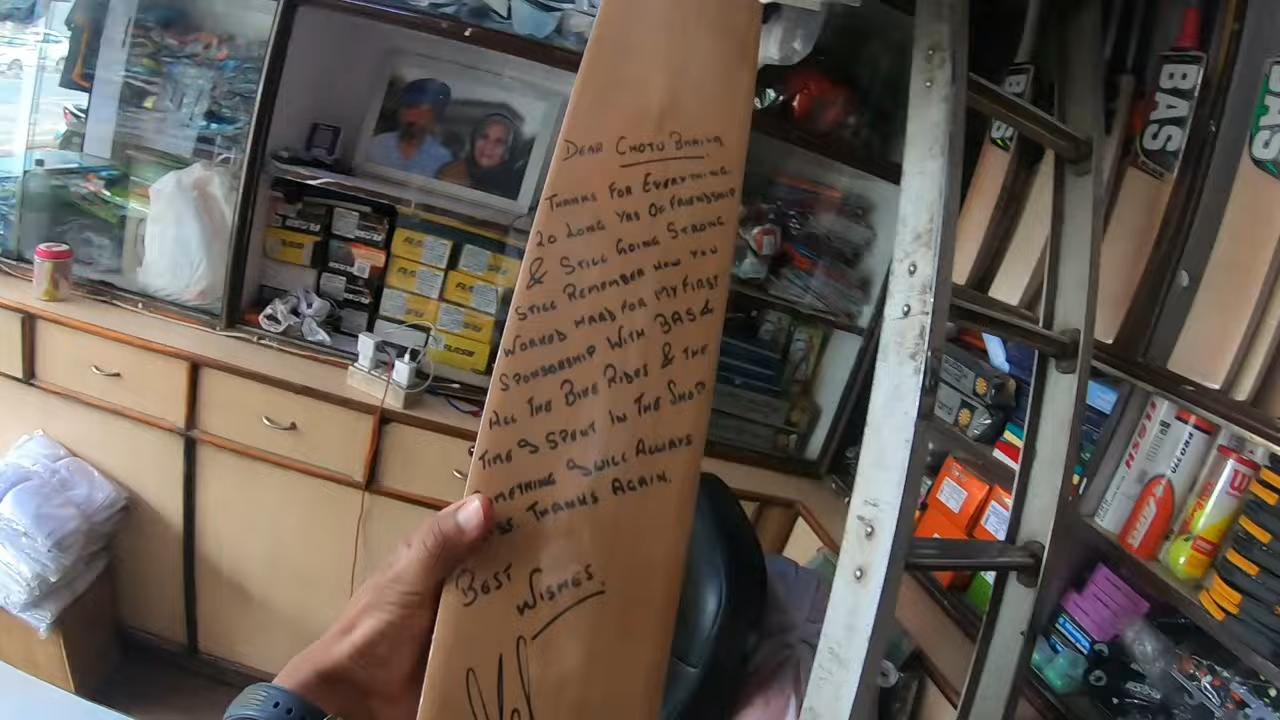 DEAR CHOTU BHAIYA
THANKS FOR EVERYTHING.
20 LONG YRS OF FRIENDSHIP
& STILL GOING STRONG
STILL REMEMBER HOW YOU
WORKED HARD FOR MY FIRST
SPONSORSHIP WITH BAS &
ALL THE BIKE RIDES & THE
TIME I SPENT IN THE SHOP
I WILL ALWAYS
THANKS AGAIN.
BEST
WISHES.
BAS
BAS
PRO 370